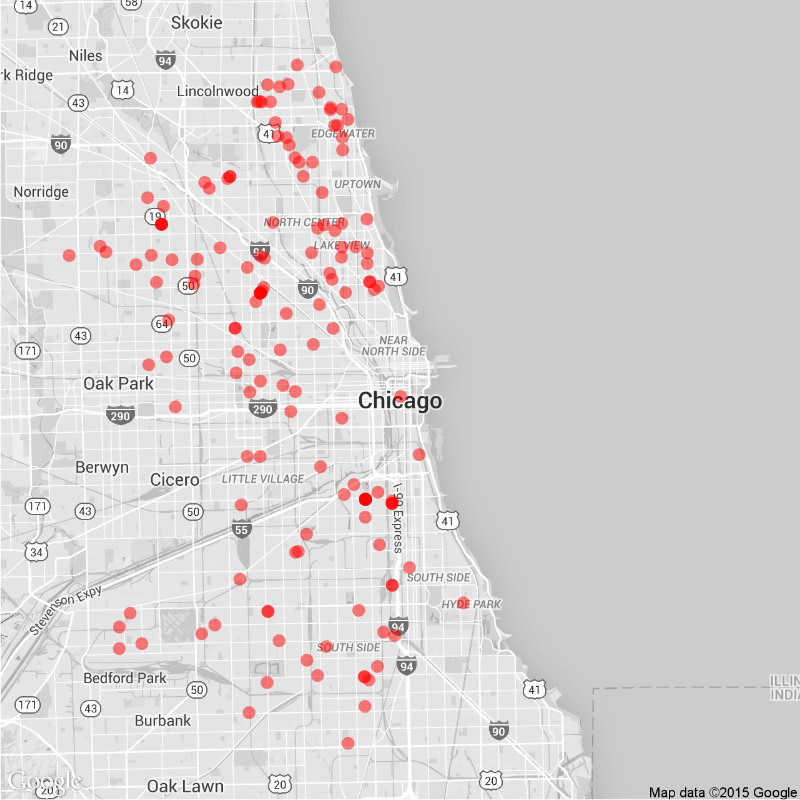 14
58
21
Skokie
Niles
94
rk Ridge
14
Lincolnwood
43
41
EDGEWATER
90
Norridge
UPTOWN
19
NORTH CENTER
LAKE VIEW
94
41
50
90
64
43
NEAR
NORTH SIDE
171
50
Oak Park
Chicago
290
290
Berwyn
Cicero
LITTLE VILLAGE
171
43
50
I-90 Express
41
55
34
SOUTH SIDE
Stevenson Expy
HYDE PARK
94
SOUTH SIDE
94
Bedford Park
ILLIN
INDIA
50
41
171
43
Burbank
90
Google
20
Oak Lawn
20
20
Map data ©2015 Google